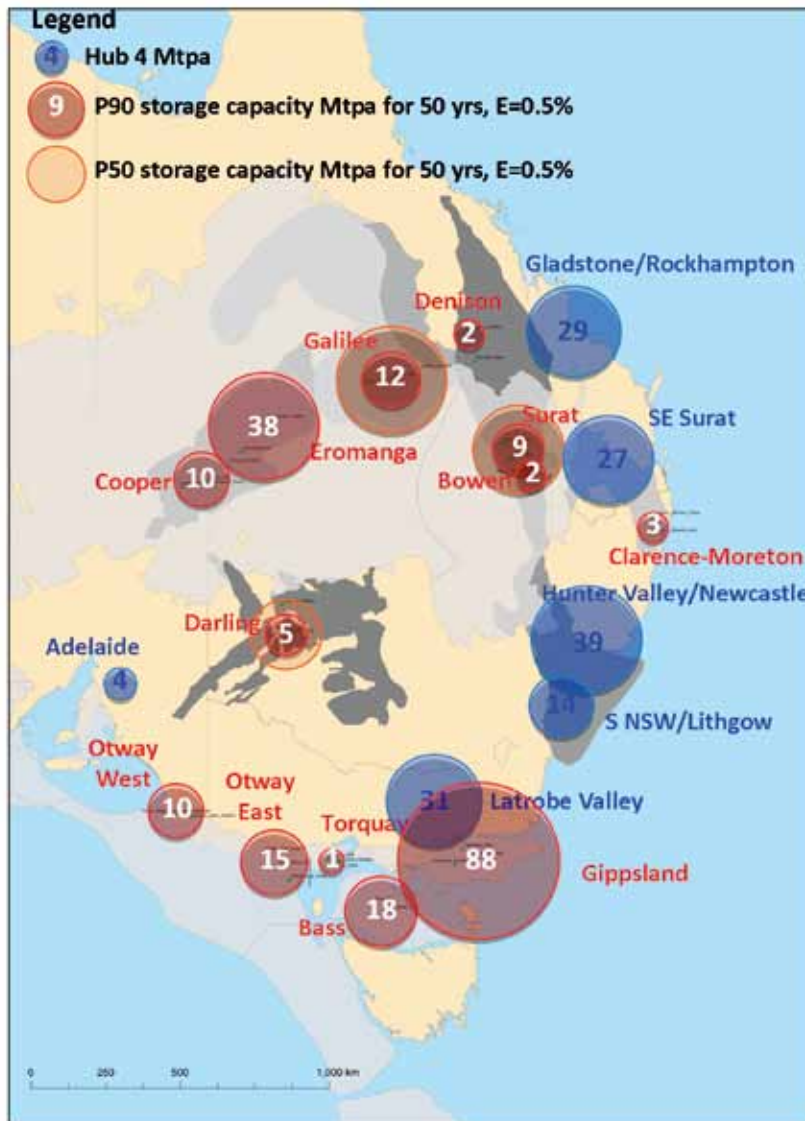 Legend
4 Hub 4 Mtpa
9 P90 storage capacity Mtpa for 50 yrs, E=0.5%
P50 storage capacity Mtpa for 50 yrs, E=0.5%
Gladstone/Rockhampton
29
Denison
2
Galilee
12
38
Eromanga
Surat
9
SE Surat
27
Cooper
10
Bowen
2
3
Clarence-Moreton
Hunter Valley/Newcastle
39
Darling
5
Adelaide
4
14
S NSW/Lithgow
Otway
West
10
Otway
East
15
Torquay
1
31
Latrobe Valley
88
Gippsland
18
Bass
0
250
500
1,000 km